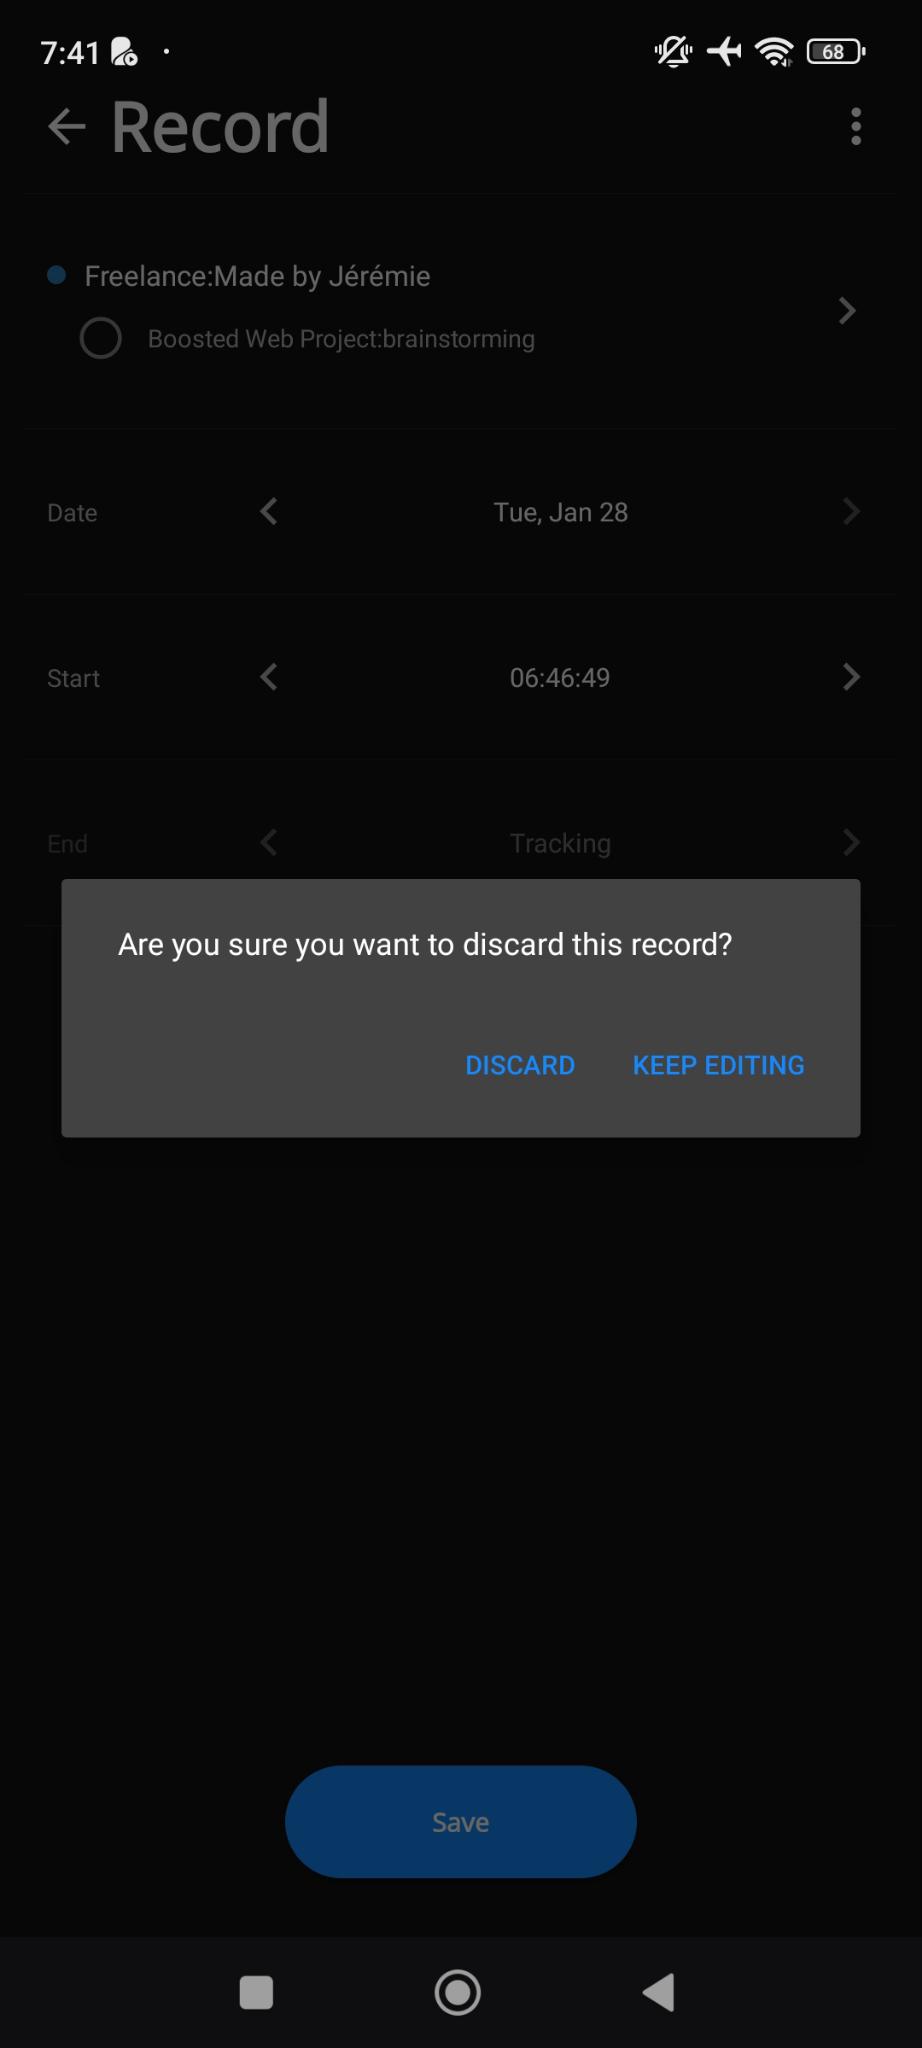 7:41
68
Record
Freelance:Made by Jérémie
Boosted Web Project:brainstorming
Date
Tue, Jan 28
Start
06:46:49
End
Tracking
Are you sure you want to discard this record?
DISCARD KEEP EDITING
Save